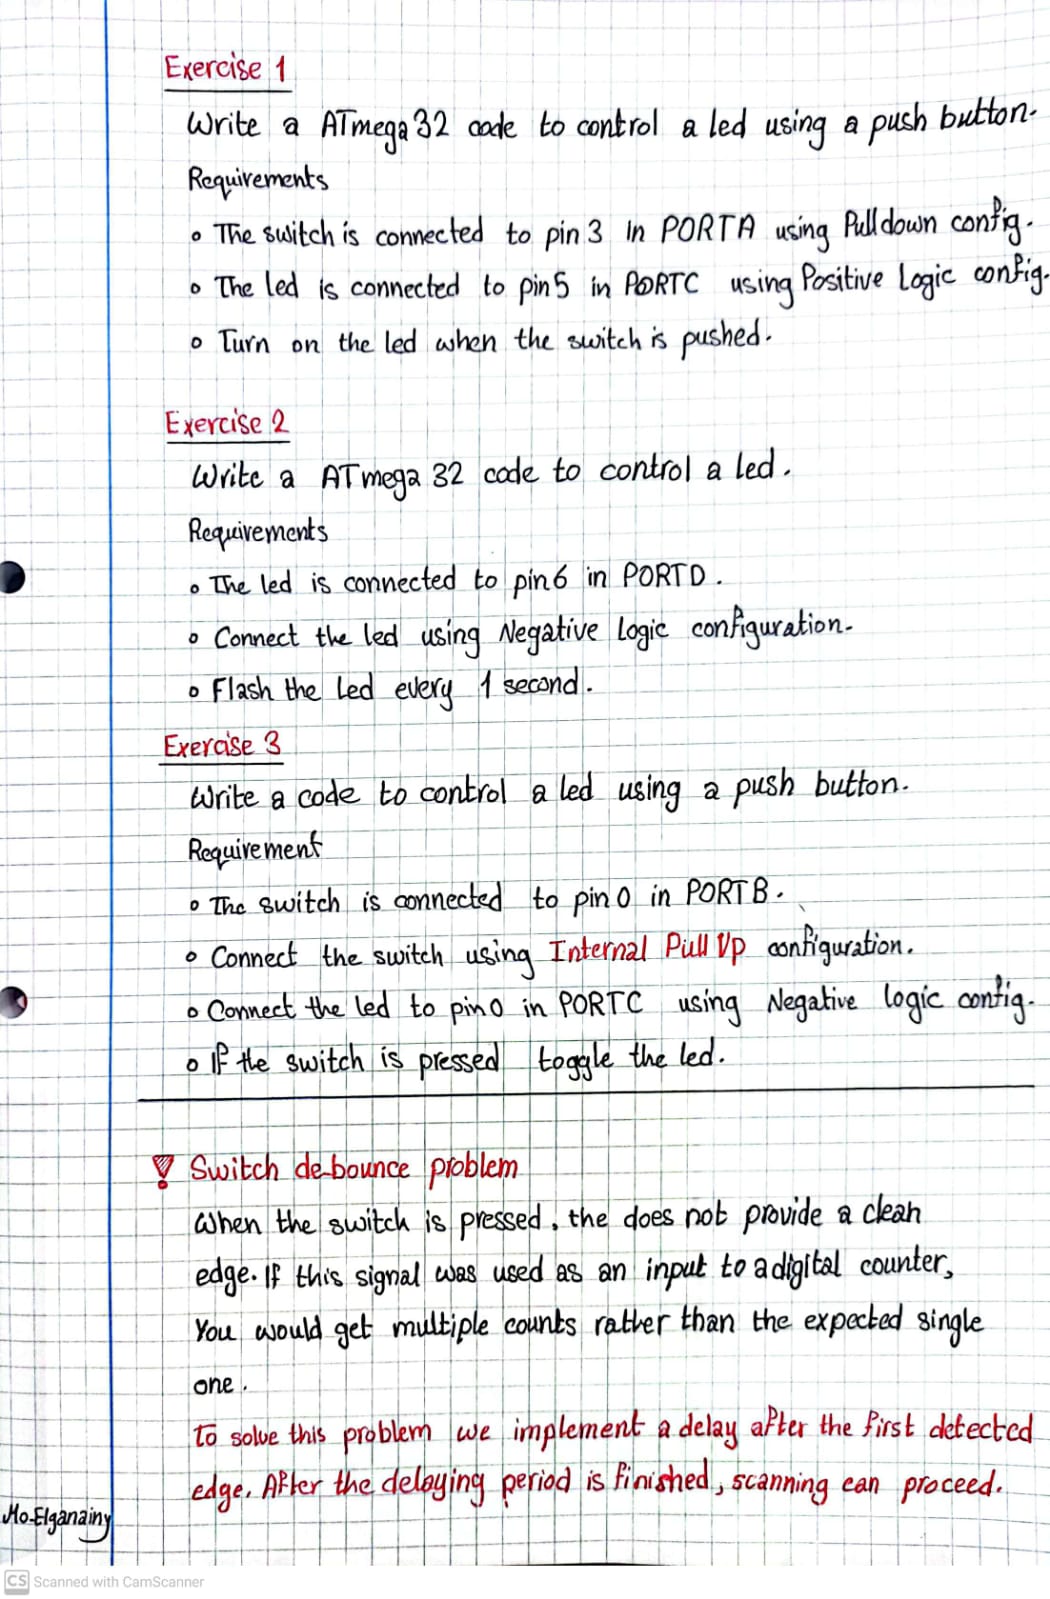 Exercise 1
Write a ATmega32 code to control a led using a push button.
Requirements
o The switch is connected to pin 3 In PORTA using Pull down config.
o The led is connected to pin5 in PORTC using Positive Logic config.
o Turn on the led when the switch is pushed.
Exercise 2
Write a ATmega 32 code to control a led.
Requirements
o The led is connected to pin6 in PORTD.
o Connect the led using Negative Logic configuration.
o Flash the Led every 1 second.
Exercise 3
Write a code to control a led using a push button.
Requirement
o The switch is connected to pin 0 in PORTB.
o Connect the switch using Internal Pull Up configuration.
o Connect the led to pin0 in PORTC using Negative logic config.
o If the switch is pressed toggle the led.
! Switch de-bounce problem
When the switch is pressed, the does not provide a clean
edge. If this signal was used as an input to a digital counter,
You would get multiple counts rather than the expected single
one.
To solve this problem we implement a delay after the first detected
edge. After the delaying period is finished, scanning can proceed.
Mo-Elganainy
CS Scanned with CamScanner